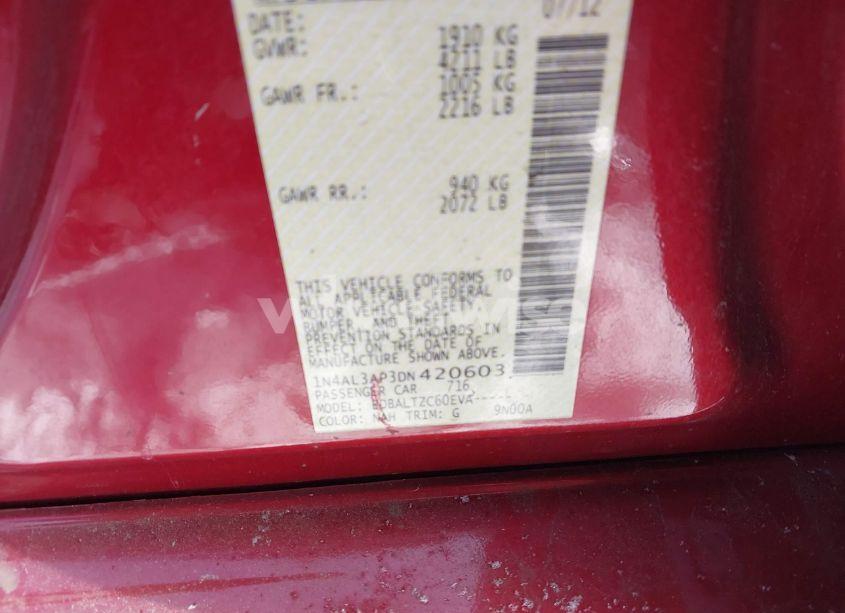 DATE: 07/12
GVWR: 1910 KG
4211 LB
GAWR FR.: 1005 KG
2216 LB
GAWR RR.: 940 KG
2072 LB
THIS VEHICLE CONFORMS TO
ALL APPLICABLE FEDERAL
MOTOR VEHICLE SAFETY,
BUMPER, AND THEFT
PREVENTION STANDARDS IN
EFFECT ON THE DATE OF
MANUFACTURE SHOWN ABOVE.
1N4AL3AP3DN420603
PASSENGER CAR 716
MODEL: BDBALTZC60EVA-----
COLOR: NAH TRIM: G 9N00A